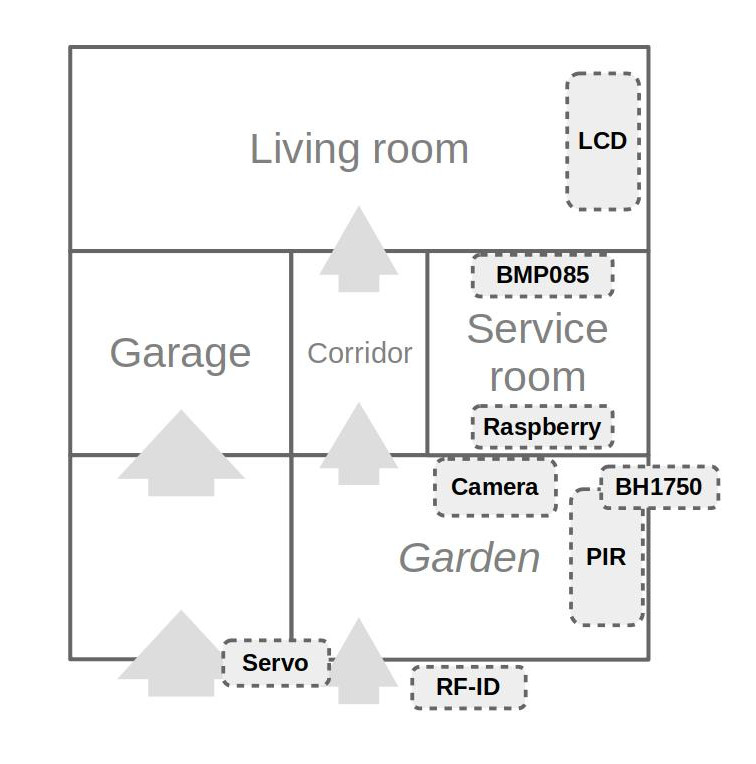 LCD
Living room
BMP085
Garage
Corridor
Service
room
Raspberry
Camera
BH1750
Garden
PIR
Servo
RF-ID